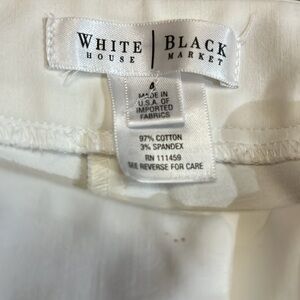 WHITE | BLACK
HOUSE MARKET
4
MADE IN
U.S.A. OF
IMPORTED
FABRICS
97% COTTON
3% SPANDEX
RN 111459
SEE REVERSE FOR CARE